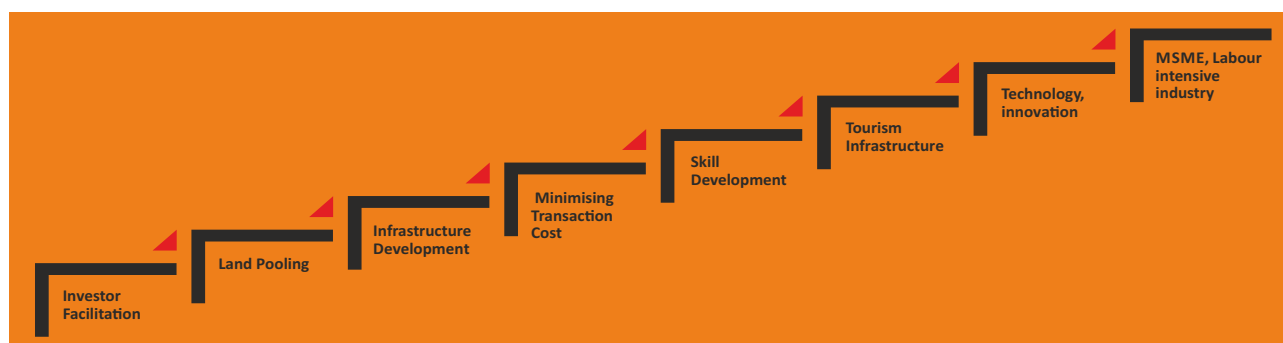 Investor
Facilitation
Land Pooling
Infrastructure
Development
Minimising
Transaction
Cost
Skill
Development
Tourism
Infrastructure
Technology,
innovation
MSME, Labour
intensive
industry